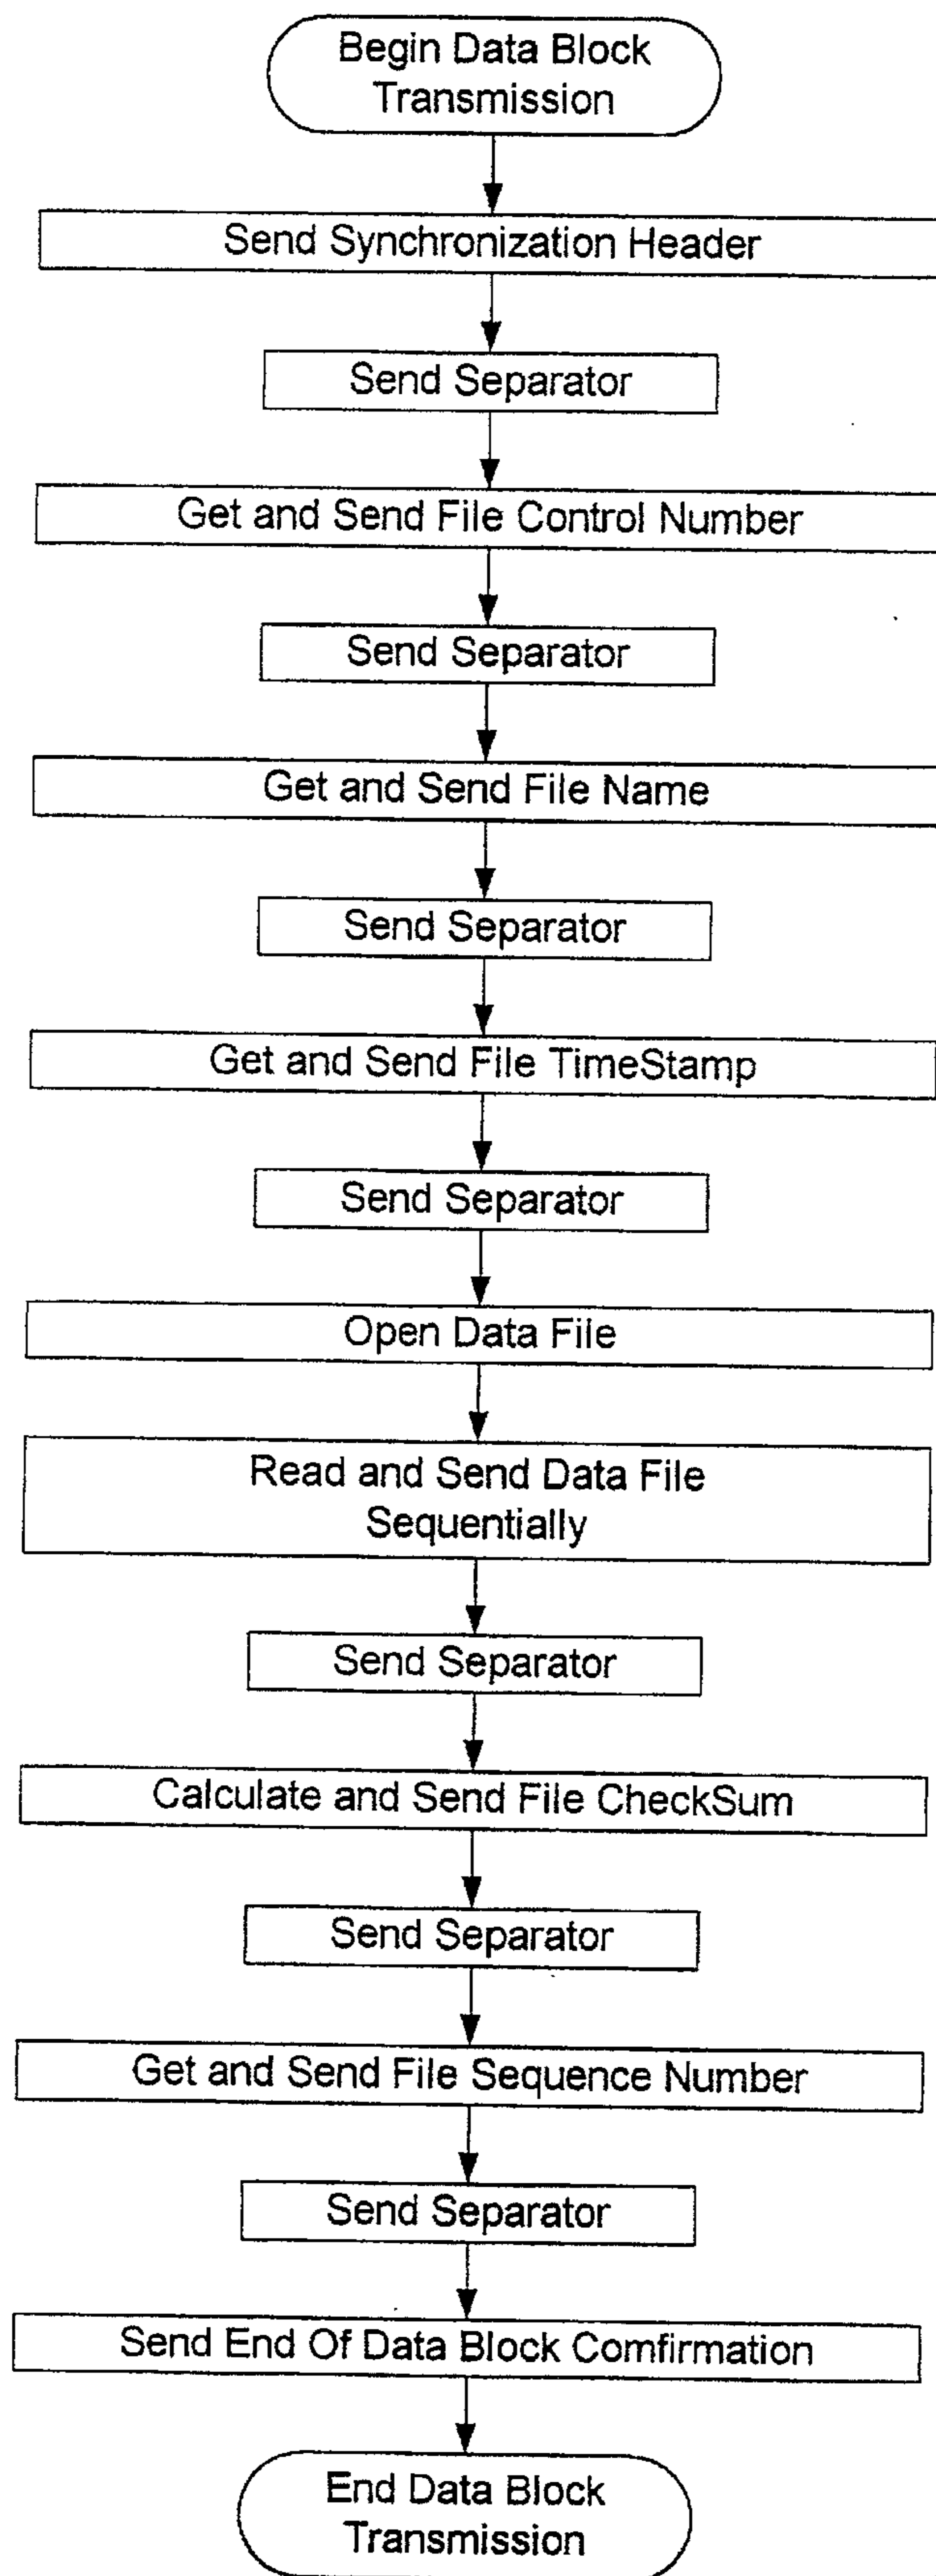 Begin Data Block
Transmission
Send Synchronization Header
Send Separator
Get and Send File Control Number
Send Separator
Get and Send File Name
Send Separator
Get and Send File TimeStamp
Send Separator
Open Data File
Read and Send Data File
Sequentially
Send Separator
Calculate and Send File CheckSum
Send Separator
Get and Send File Sequence Number
Send Separator
Send End Of Data Block Comfirmation
End Data Block
Transmission